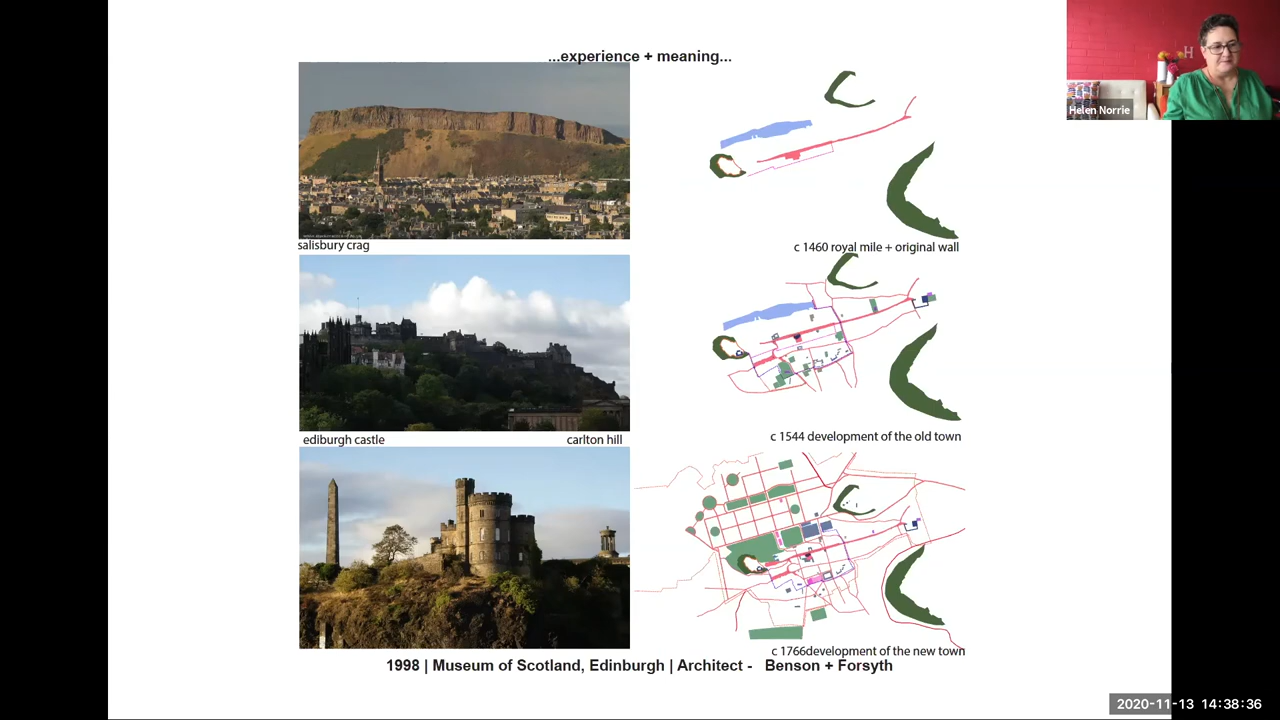 ...experience + meaning...
Helen Norrie
salisbury crag
c 1460 royal mile + original wall
ediburgh castle
carlton hill
c 1544 development of the old town
c 1766development of the new town
1998 | Museum of Scotland, Edinburgh | Architect - Benson + Forsyth
2020-11-13 14:38:36